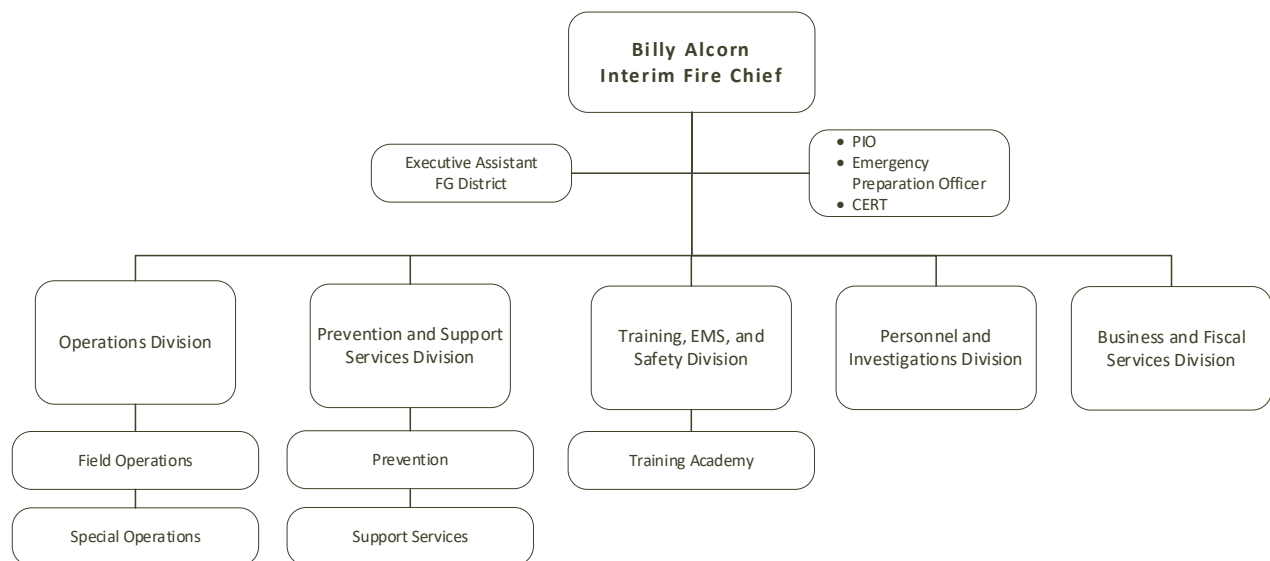 Billy Alcorn
Interim Fire Chief
Executive Assistant
FG District
• PIO
• Emergency
Preparation Officer
• CERT
Operations Division
Prevention and Support
Services Division
Training, EMS, and
Safety Division
Personnel and
Investigations Division
Business and Fiscal
Services Division
Field Operations
Prevention
Training Academy
Special Operations
Support Services